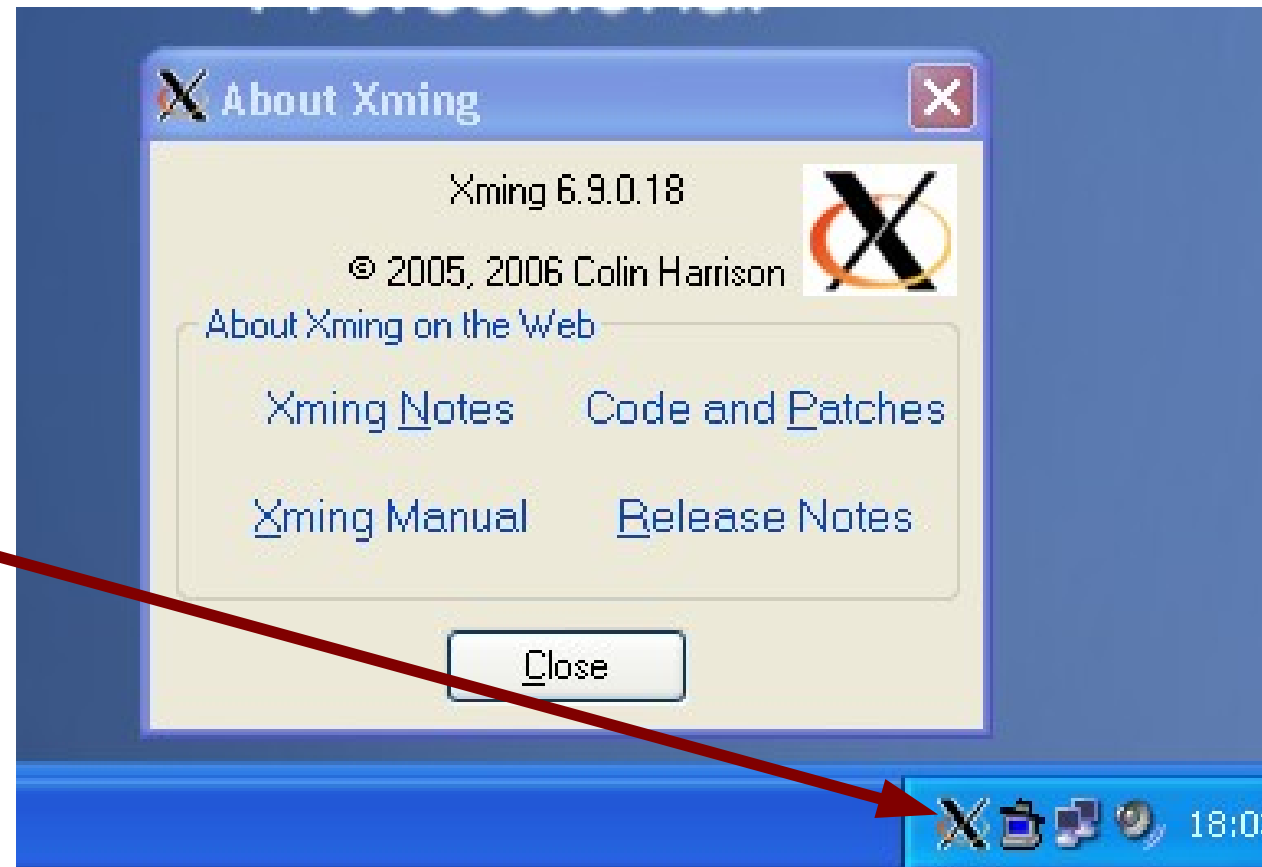 About Xming
Xming 6.9.0.18
© 2005, 2006 Colin Harrison
About Xming on the Web
Xming Notes Code and Patches
Xming Manual Release Notes
Close